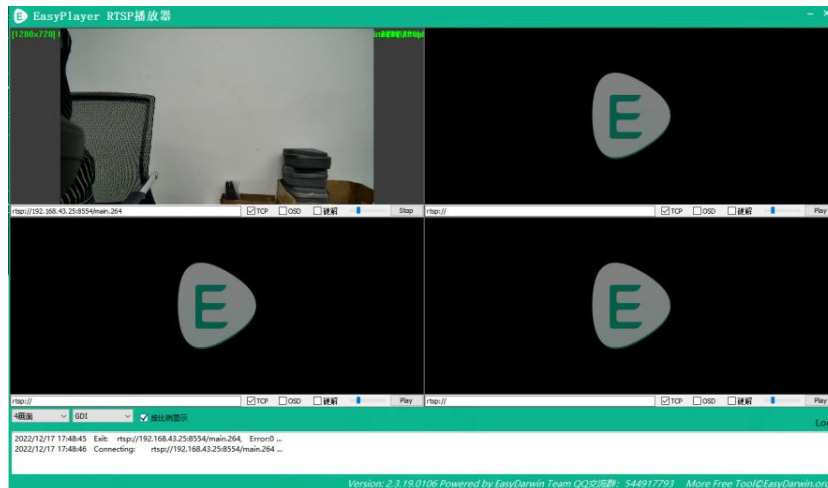 EasyPlayer RTSP播放器
[1280x720]
rtsp://192.168.43.25:8554/main.264 TCP OSD 硬解 Stop
rtsp:// TCP OSD 硬解 Play
rtsp:// TCP OSD 硬解 Play
rtsp:// TCP OSD 硬解 Play
4画面 GDI 按比例显示
Lo
2022/12/17 17:48:45 Exit: rtsp://192.168.43.25:8554/main.264, Error:0 ...
2022/12/17 17:48:46 Connecting: rtsp://192.168.43.25:8554/main.264 ...
Version: 2.3.19.0106 Powered by EasyDarwin Team QQ交流群：544917793 More Free Tool@EasyDarwin.org